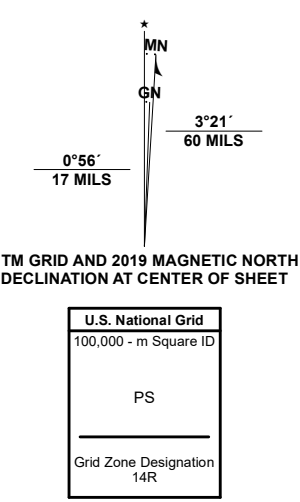 ★
MN
GN
3°21´
60 MILS
0°56´
17 MILS
TM GRID AND 2019 MAGNETIC NORTH
DECLINATION AT CENTER OF SHEET
U.S. National Grid
100,000 - m Square ID
PS
Grid Zone Designation
14R